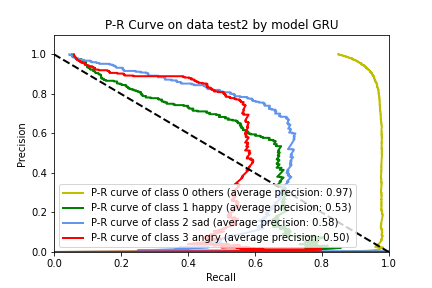 P-R Curve on data test2 by model GRU
1.0
0.8
0.6
0.4
0.2
0.0
Precision
P-R curve of class 0 others (average precision: 0.97)
P-R curve of class 1 happy (average precision: 0.53)
P-R curve of class 2 sad (average precision: 0.58)
P-R curve of class 3 angry (average precision: 0.50)
0.0 0.2 0.4 0.6 0.8 1.0
Recall